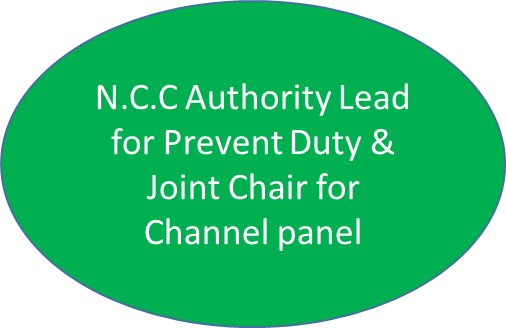 N.C.C Authority Lead
for Prevent Duty &
Joint Chair for
Channel panel